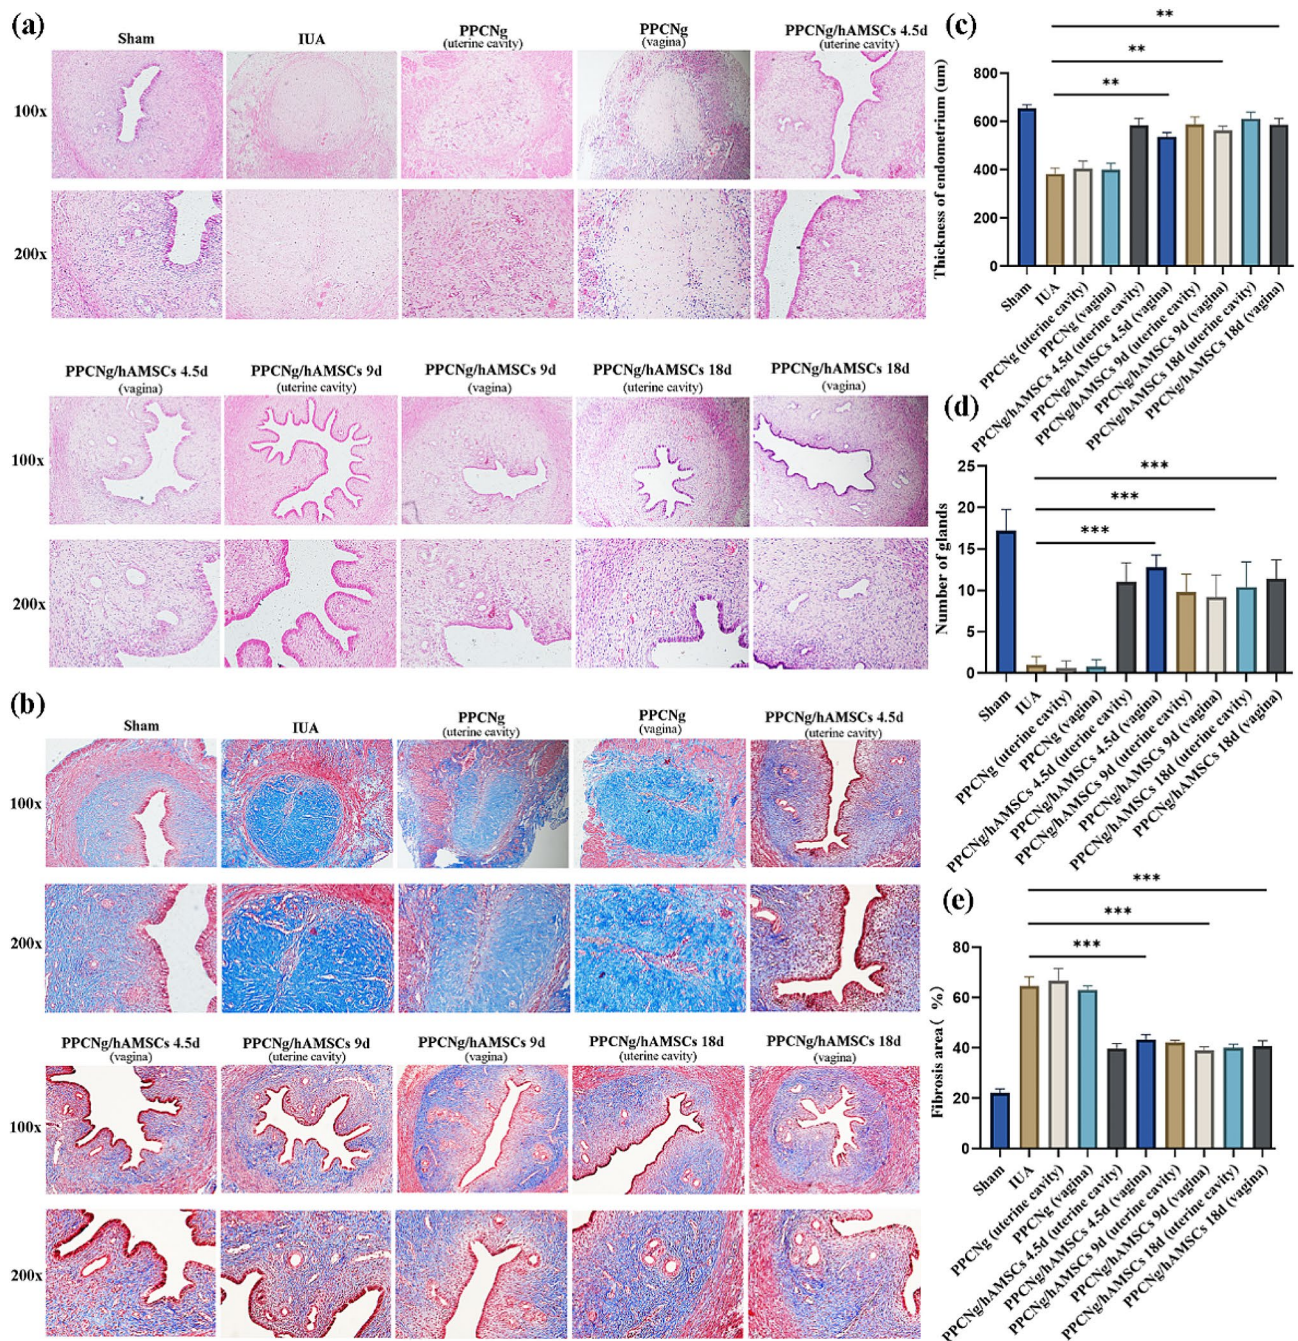 (a)
Sham
IUA
PPCNg
(uterine cavity)
PPCNg
(vagina)
PPCNg/hAMSCs 4.5d
(uterine cavity)
100x
200x
PPCNg/hAMSCs 4.5d
(vagina)
PPCNg/hAMSCs 9d
(uterine cavity)
PPCNg/hAMSCs 9d
(vagina)
PPCNg/hAMSCs 18d
(uterine cavity)
PPCNg/hAMSCs 18d
(vagina)
100x
200x
(b)
Sham
IUA
PPCNg
(uterine cavity)
PPCNg
(vagina)
PPCNg/hAMSCs 4.5d
(uterine cavity)
100x
200x
PPCNg/hAMSCs 4.5d
(vagina)
PPCNg/hAMSCs 9d
(uterine cavity)
PPCNg/hAMSCs 9d
(vagina)
PPCNg/hAMSCs 18d
(uterine cavity)
PPCNg/hAMSCs 18d
(vagina)
100x
200x
(c)
**
**
**
Thickness of endometrium (um)
800
600
400
200
0
Sham
IUA
PPCNg (uterine cavity)
PPCNg (vagina)
PPCNg/hAMSCs 4.5d (uterine cavity)
PPCNg/hAMSCs 4.5d (vagina)
PPCNg/hAMSCs 9d (uterine cavity)
PPCNg/hAMSCs 9d (vagina)
PPCNg/hAMSCs 18d (uterine cavity)
PPCNg/hAMSCs 18d (vagina)
(d)
***
***
***
Number of glands
25
20
15
10
5
0
Sham
IUA
PPCNg (uterine cavity)
PPCNg (vagina)
PPCNg/hAMSCs 4.5d (uterine cavity)
PPCNg/hAMSCs 4.5d (vagina)
PPCNg/hAMSCs 9d (uterine cavity)
PPCNg/hAMSCs 9d (vagina)
PPCNg/hAMSCs 18d (uterine cavity)
PPCNg/hAMSCs 18d (vagina)
(e)
***
***
***
Fibrosis area( %)
80
60
40
20
0
Sham
IUA
PPCNg (uterine cavity)
PPCNg (vagina)
PPCNg/hAMSCs 4.5d (uterine cavity)
PPCNg/hAMSCs 4.5d (vagina)
PPCNg/hAMSCs 9d (uterine cavity)
PPCNg/hAMSCs 9d (vagina)
PPCNg/hAMSCs 18d (uterine cavity)
PPCNg/hAMSCs 18d (vagina)